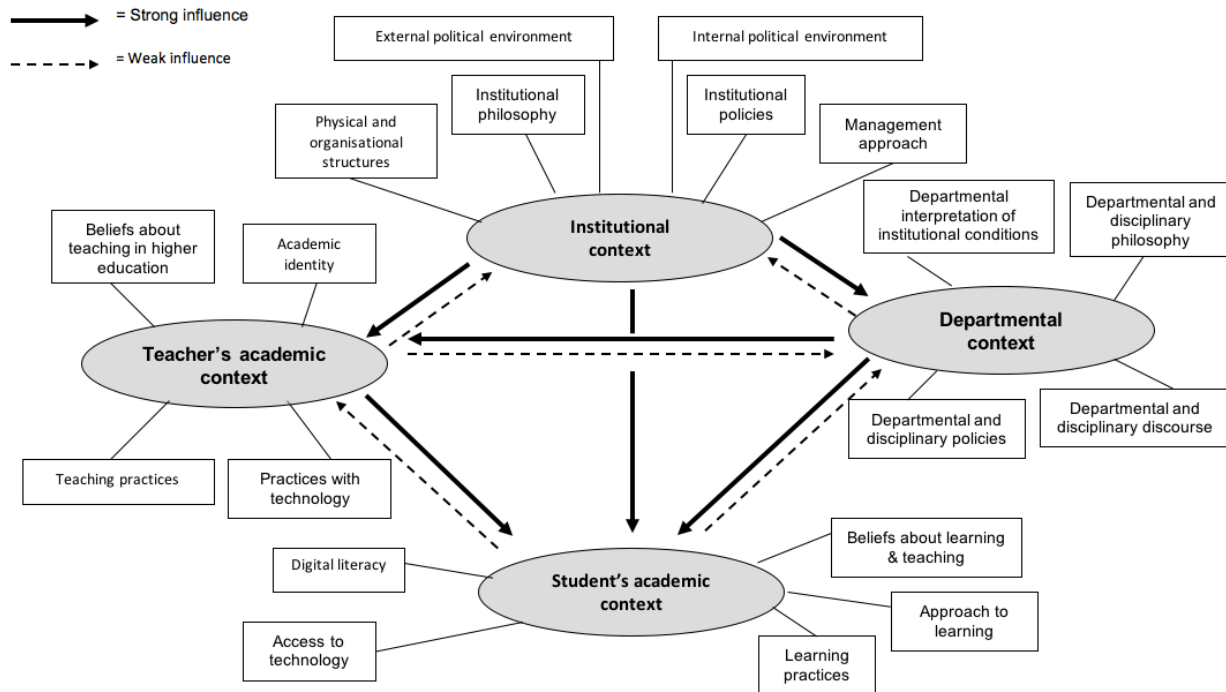 = Strong influence
= Weak influence
External political environment
Internal political environment
Institutional
philosophy
Institutional
policies
Physical and
organisational
structures
Management
approach
Departmental
interpretation of
institutional conditions
Departmental and
disciplinary
philosophy
Beliefs about
teaching in higher
education
Academic
identity
Institutional
context
Departmental
context
Teacher's academic
context
Departmental and
disciplinary policies
Departmental and
disciplinary discourse
Teaching practices
Practices with
technology
Beliefs about learning
& teaching
Digital literacy
Student's academic
context
Approach to
learning
Access to
technology
Learning
practices